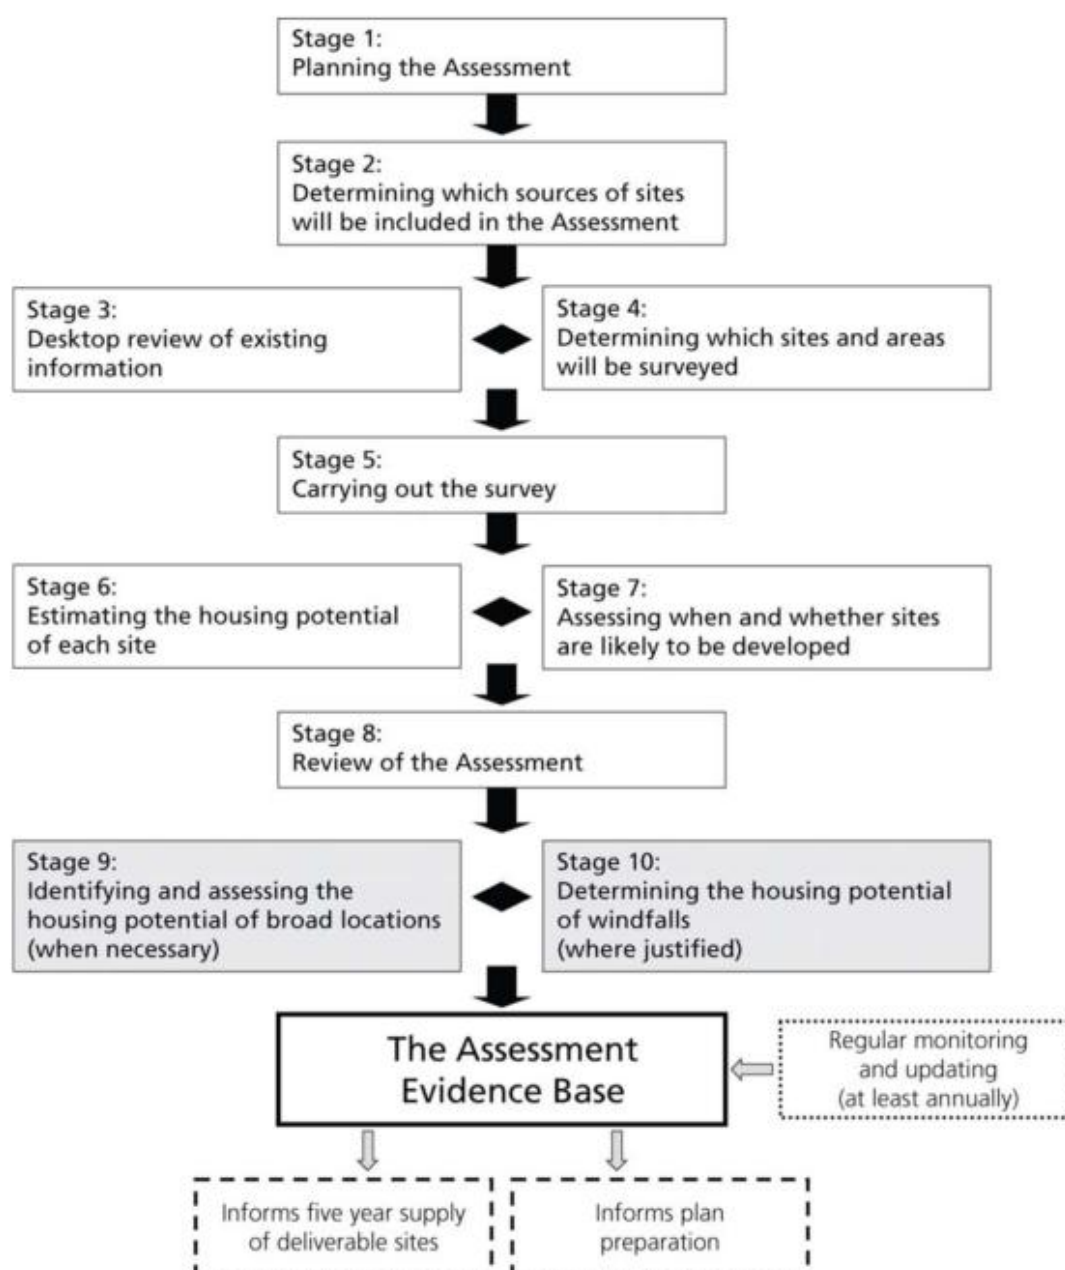 Stage 1:
Planning the Assessment
Stage 2:
Determining which sources of sites
will be included in the Assessment
Stage 3:
Desktop review of existing
information
Stage 4:
Determining which sites and areas
will be surveyed
Stage 5:
Carrying out the survey
Stage 6:
Estimating the housing potential
of each site
Stage 7:
Assessing when and whether sites
are likely to be developed
Stage 8:
Review of the Assessment
Stage 9:
Identifying and assessing the
housing potential of broad locations
(when necessary)
Stage 10:
Determining the housing potential
of windfalls
(where justified)
The Assessment
Evidence Base
Regular monitoring
and updating
(at least annually)
Informs five year supply
of deliverable sites
Informs plan
preparation